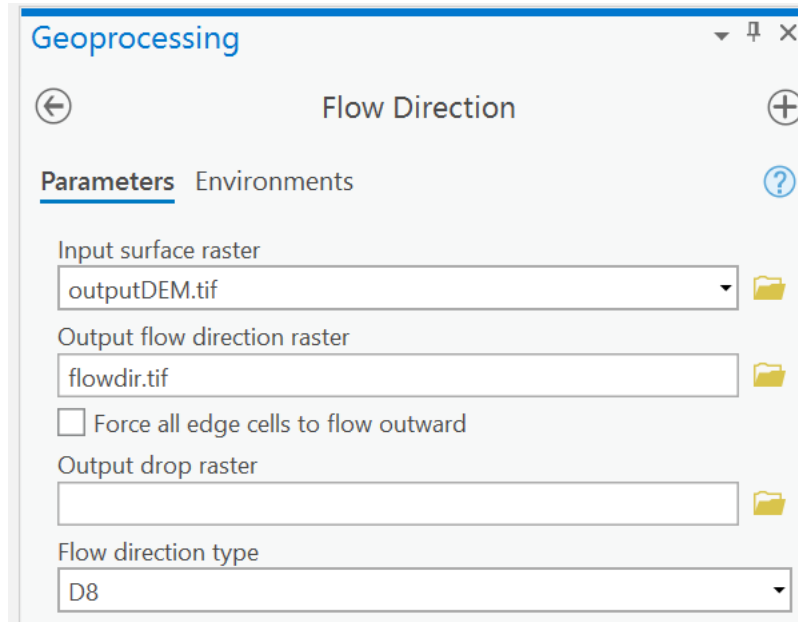 Geoprocessing
Flow Direction
Parameters Environments
?
Input surface raster
outputDEM.tif
Output flow direction raster
flowdir.tif
Force all edge cells to flow outward
Output drop raster
Flow direction type
D8